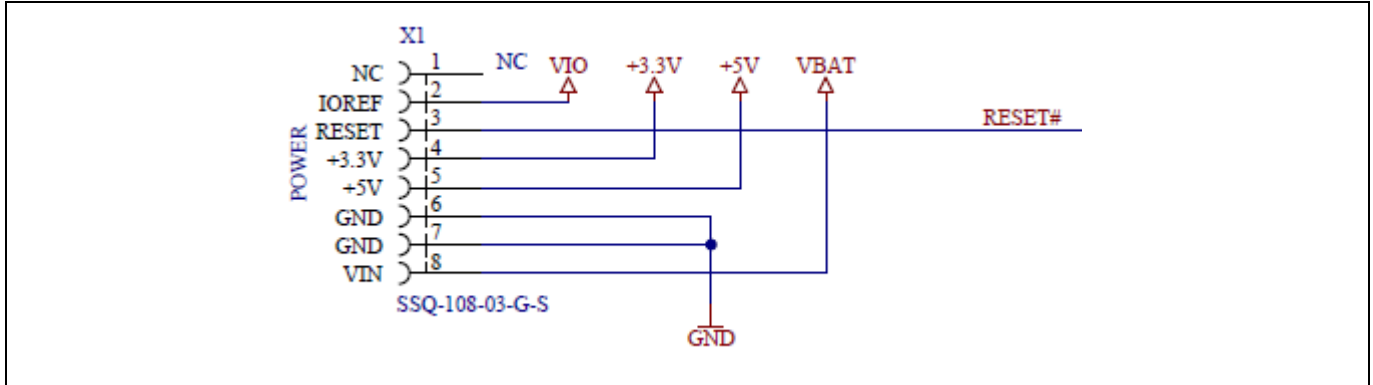 X1
NC 1 NC VIO +3.3V +5V VBAT
IOREF 2
RESET 3 RESET#
+3.3V 4
+5V 5
GND 6
GND 7
VIN 8
POWER
SSQ-108-03-G-S
GND